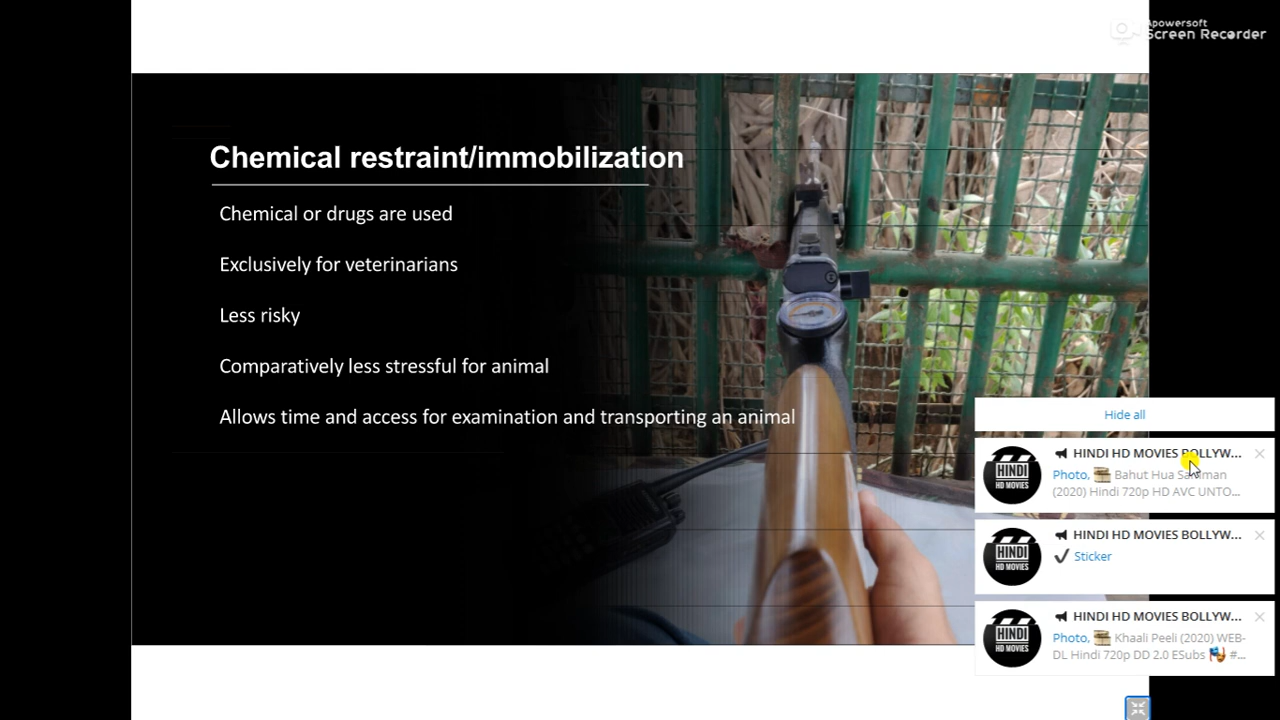 Apowersoft
Screen Recorder
Chemical restraint/immobilization
Chemical or drugs are used
Exclusively for veterinarians
Less risky
Comparatively less stressful for animal
Allows time and access for examination and transporting an animal
Hide all
HINDI HD MOVIES BOLLYW...
Photo, Bahut Hua Samman
(2020) Hindi 720p HD AVC UNTO...
HINDI
HD MOVIES
HINDI HD MOVIES BOLLYW...
Sticker
HINDI
HD MOVIES
HINDI HD MOVIES BOLLYW...
Photo, Khaali Peeli (2020) WEB-
DL Hindi 720p DD 2.0 ESubs #...
HINDI
HD MOVIES